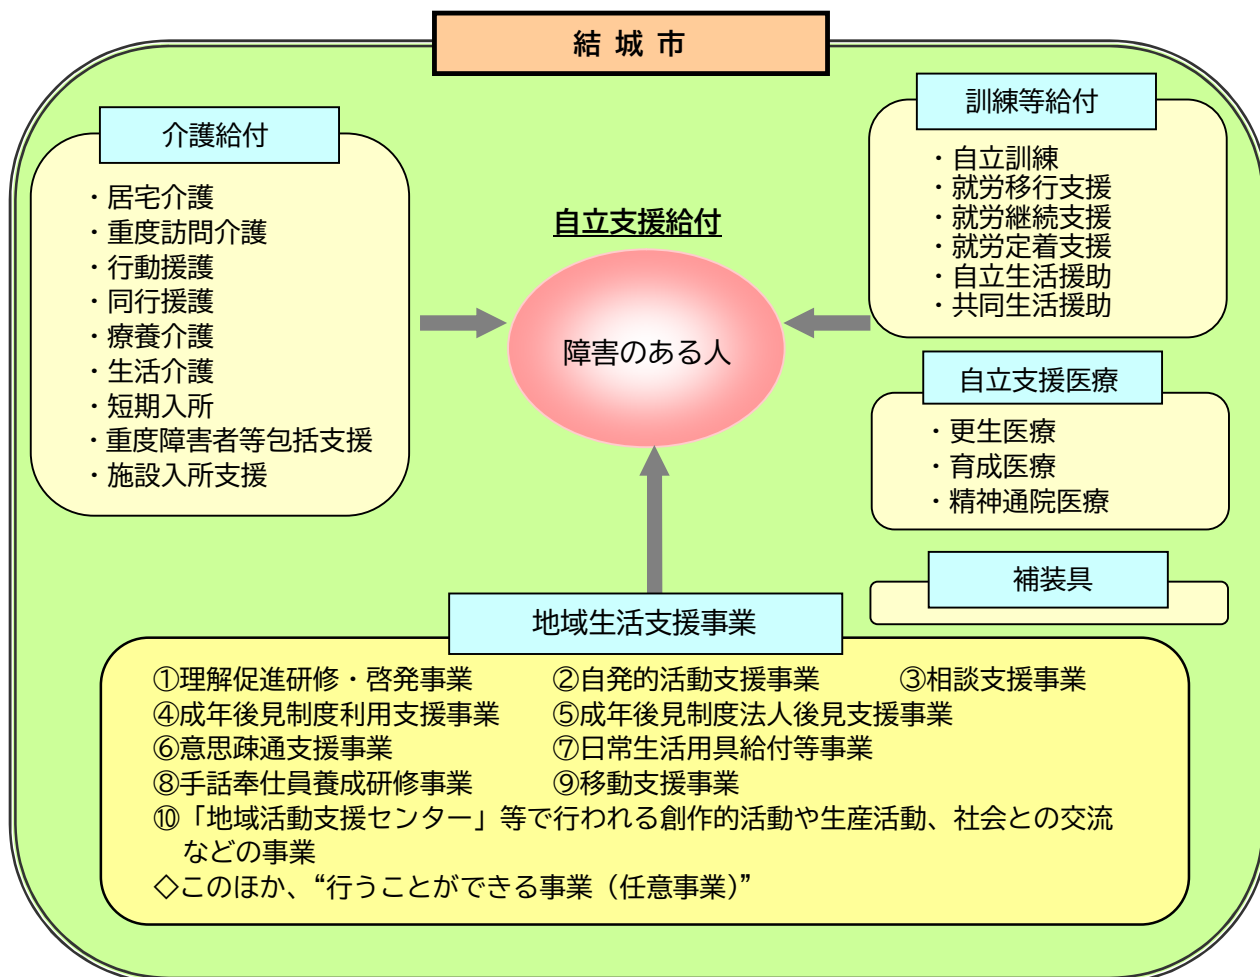 結城市
介護給付
・居宅介護
・重度訪問介護
・行動援護
・同行援護
・療養介護
・生活介護
・短期入所
・重度障害者等包括支援
・施設入所支援
自立支援給付
障害のある人
訓練等給付
・自立訓練
・就労移行支援
・就労継続支援
・就労定着支援
・自立生活援助
・共同生活援助
自立支援医療
・更生医療
・育成医療
・精神通院医療
補装具
地域生活支援事業
①理解促進研修・啓発事業 ②自発的活動支援事業 ③相談支援事業
④成年後見制度利用支援事業 ⑤成年後見制度法人後見支援事業
⑥意思疎通支援事業 ⑦日常生活用具給付等事業
⑧手話奉仕員養成研修事業 ⑨移動支援事業
⑩「地域活動支援センター」等で行われる創作的活動や生産活動、社会との交流
などの事業
◇このほか、“行うことができる事業（任意事業）”